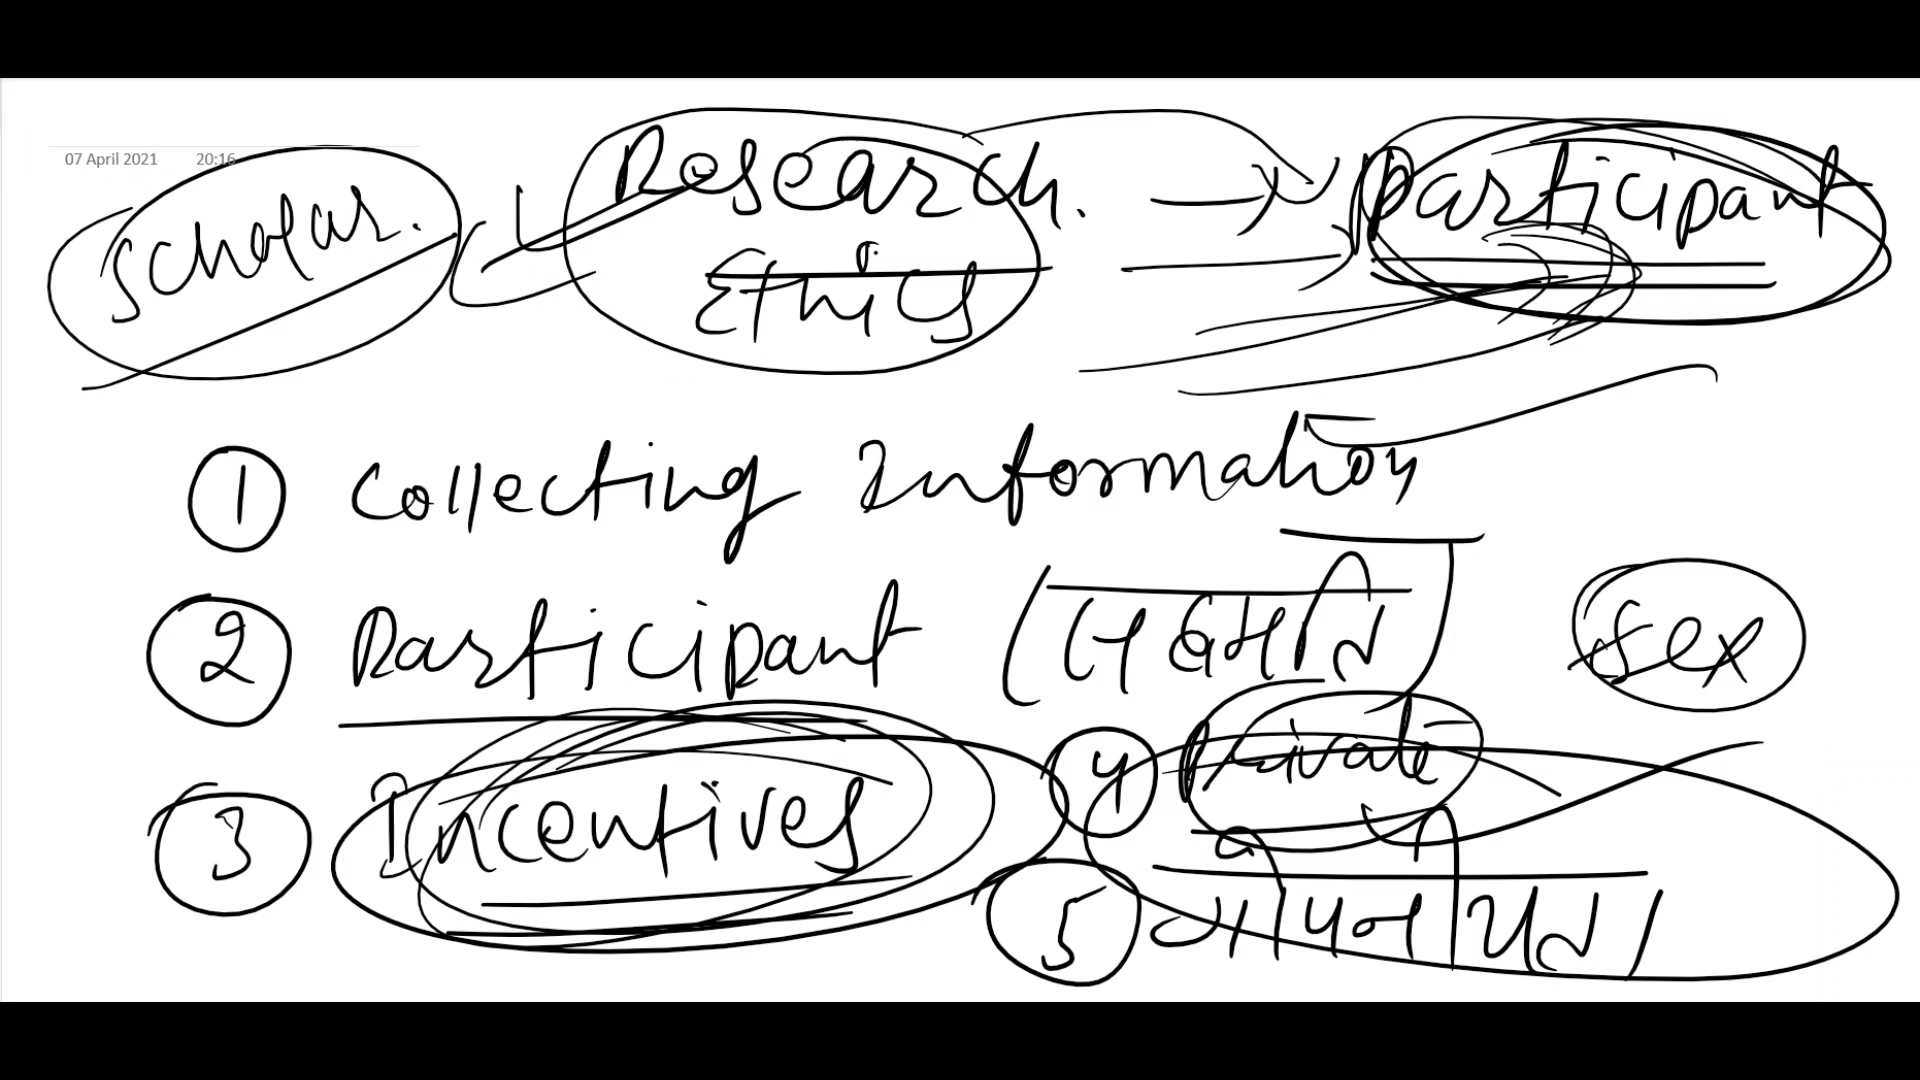 07 April 2021 20:16
Scholar. Research. → Participant
Ethics
① Collecting Information
② Participant (सहमति) Sex
③ Incentives ④ Private
⑤ गोपनीयता